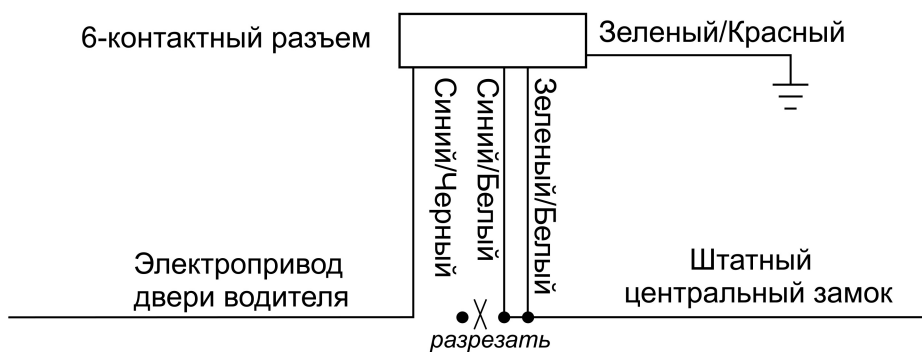 6-контактный разъем
Зеленый/Красный
Синий/Черный
Синий/Белый
Зеленый/Белый
Электропривод
двери водителя
Штатный
центральный замок
разрезать